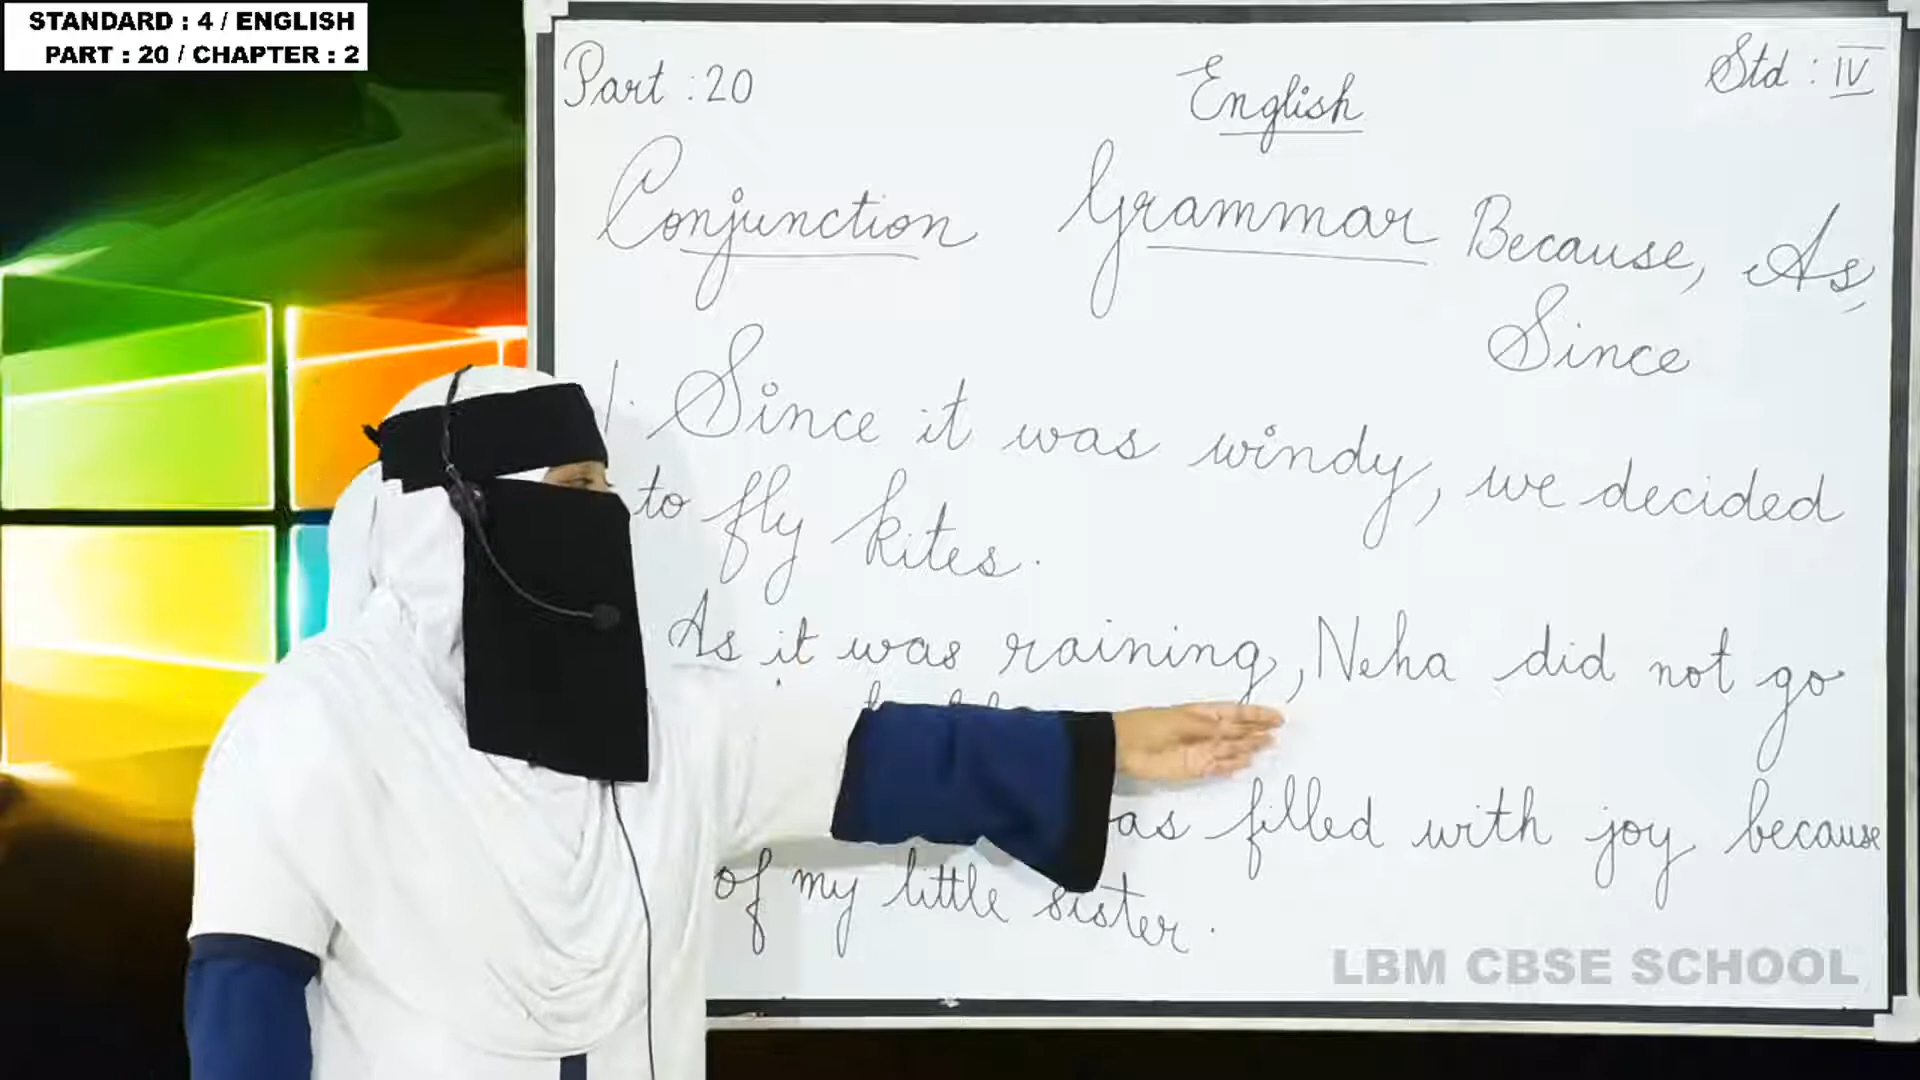 STANDARD : 4 / ENGLISH
PART : 20 / CHAPTER : 2
Part : 20
English
Std : IV
Conjunction
Grammar
Because, As,
Since
1. Since it was windy, we decided
to fly kites.
As it was raining, Neha did not go
filled with joy because
of my little sister.
LBM CBSE SCHOOL